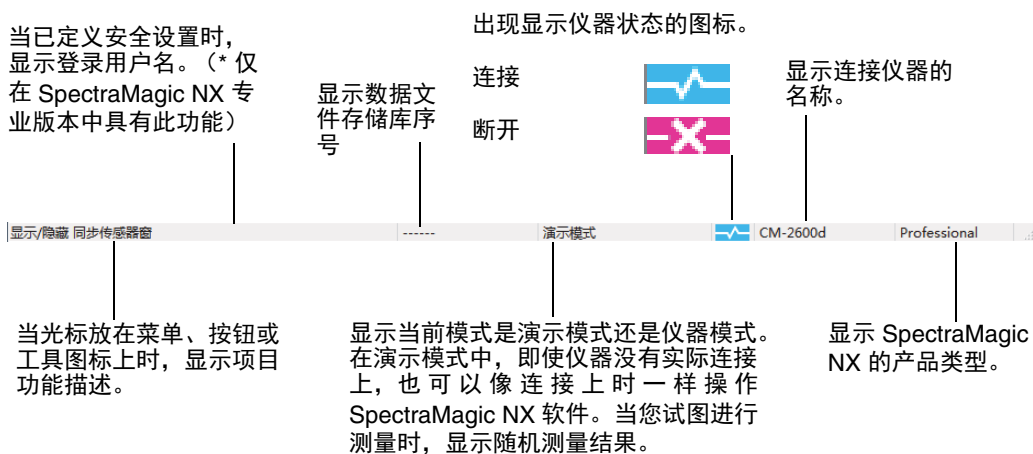 当已定义安全设置时，
显示登录用户名。（* 仅
在 SpectraMagic NX 专
业版本中具有此功能）
显示数据文
件存储库序
号
出现显示仪器状态的图标。
连接
断开
显示连接仪器的
名称。
显示/隐藏 同步传感器窗
------
演示模式
CM-2600d
Professional
当光标放在菜单、按钮或
工具图标上时，显示项目
功能描述。
显示当前模式是演示模式还是仪器模式。
在演示模式中，即使仪器没有实际连接
上，也可以像连接上时一样操作
SpectraMagic NX 软件。当您试图进行
测量时，显示随机测量结果。
显示 SpectraMagic
NX 的产品类型。